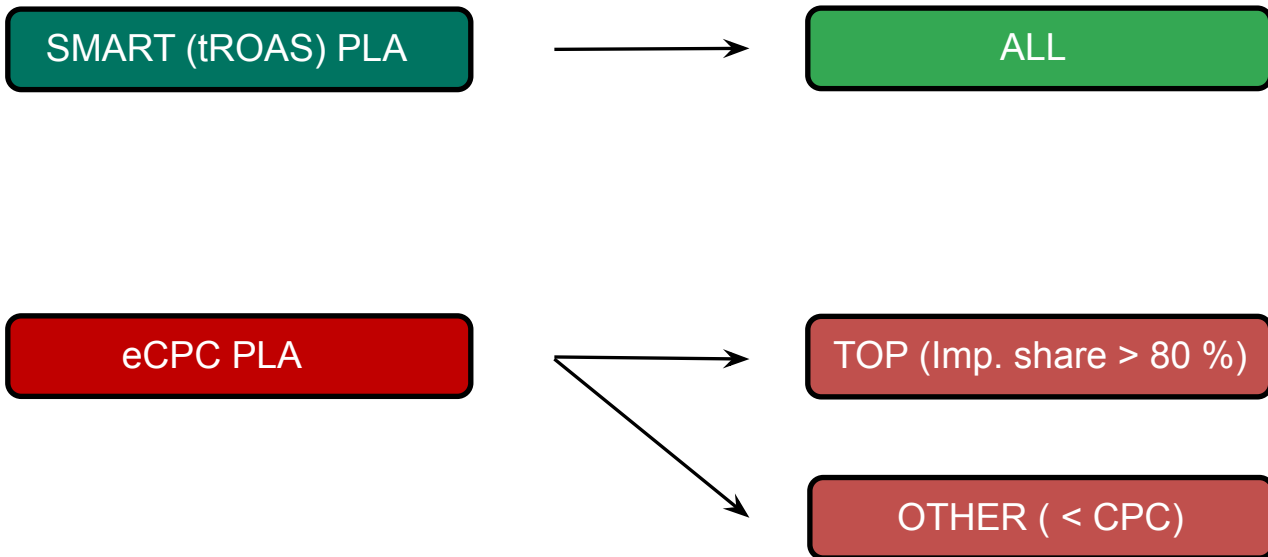 SMART (tROAS) PLA
ALL
eCPC PLA
TOP (Imp. share > 80 %)
OTHER ( < CPC)